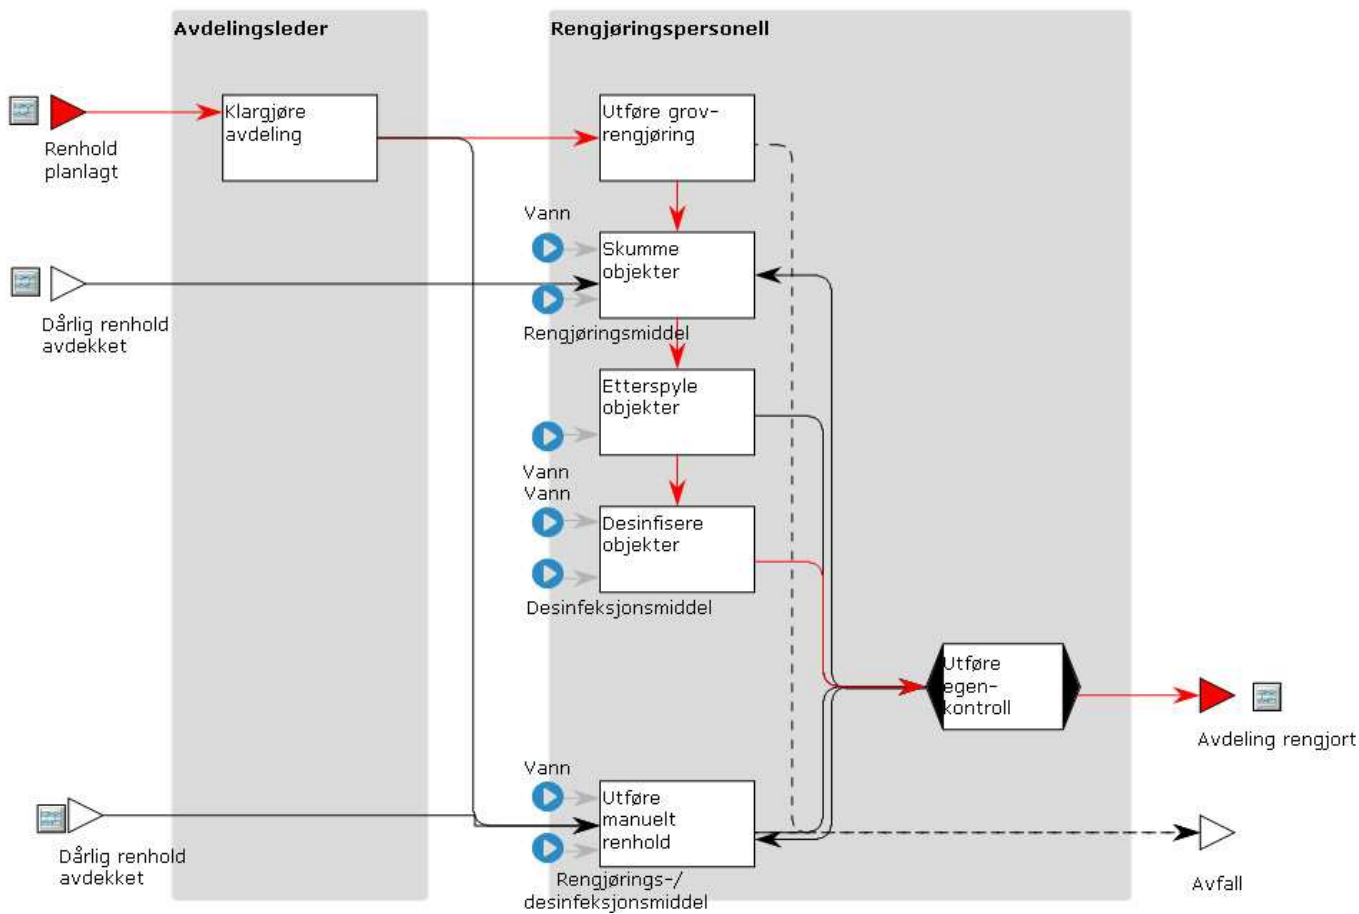 Avdelingsleder
Rengjøringspersonell
Klargjøre
avdeling
Utføre grov-
rengjøring
Renhold
planlagt
Vann
Skumme
objekter
Dårlig renhold
avdekket
Rengjøringsmiddel
Etterspyle
objekter
Vann
Vann
Desinfisere
objekter
Desinfeksjonsmiddel
Utføre
egen-
kontroll
Avdeling rengjort
Vann
Utføre
manuelt
renhold
Dårlig renhold
avdekket
Rengjørings-/
desinfeksjonsmiddel
Avfall